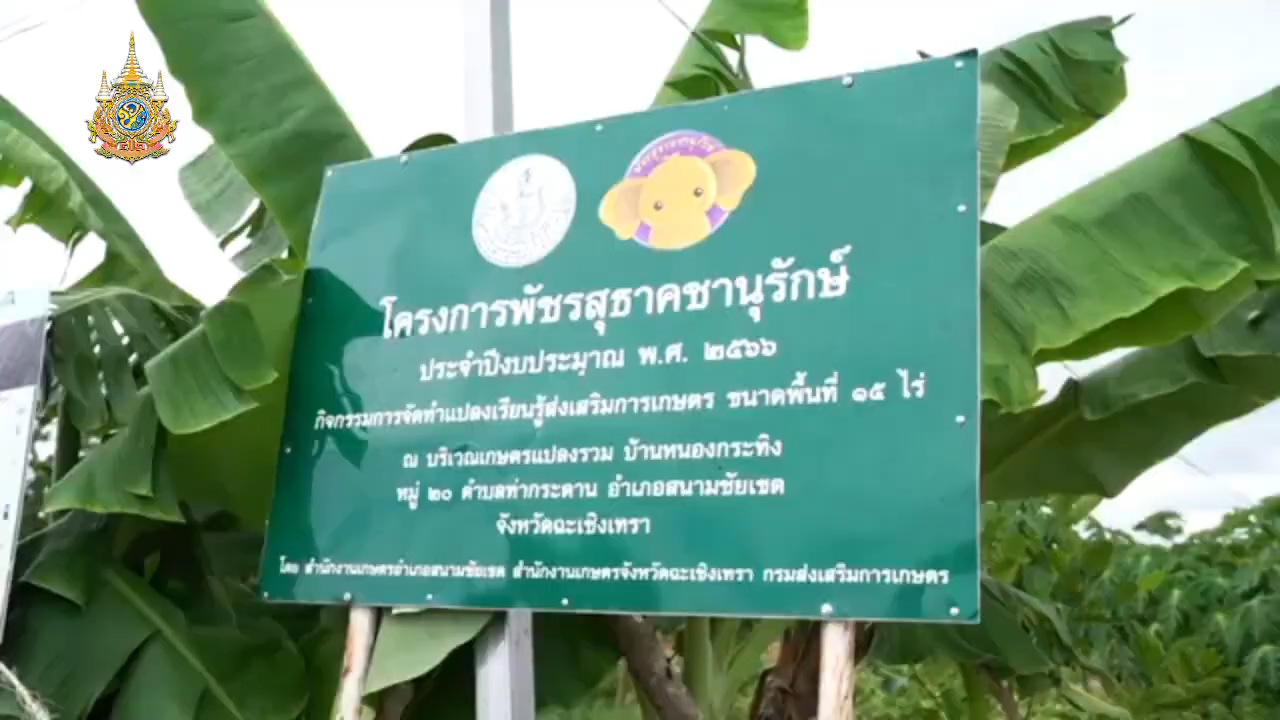 โครงการพัชรสุธาคชานุรักษ์
ประจำปีงบประมาณ พ.ศ. ๒๕๖๖
กิจกรรมการจัดทำแปลงเรียนรู้ส่งเสริมการเกษตร ขนาดพื้นที่ ๑๕ ไร่
ณ บริเวณเกษตรแปลงรวม บ้านหนองกระทิง
หมู่ ๒๐ ตำบลท่ากระดาน อำเภอสนามชัยเขต
จังหวัดฉะเชิงเทรา
โดย สำนักงานเกษตรอำเภอสนามชัยเขต สำนักงานเกษตรจังหวัดฉะเชิงเทรา กรมส่งเสริมการเกษตร